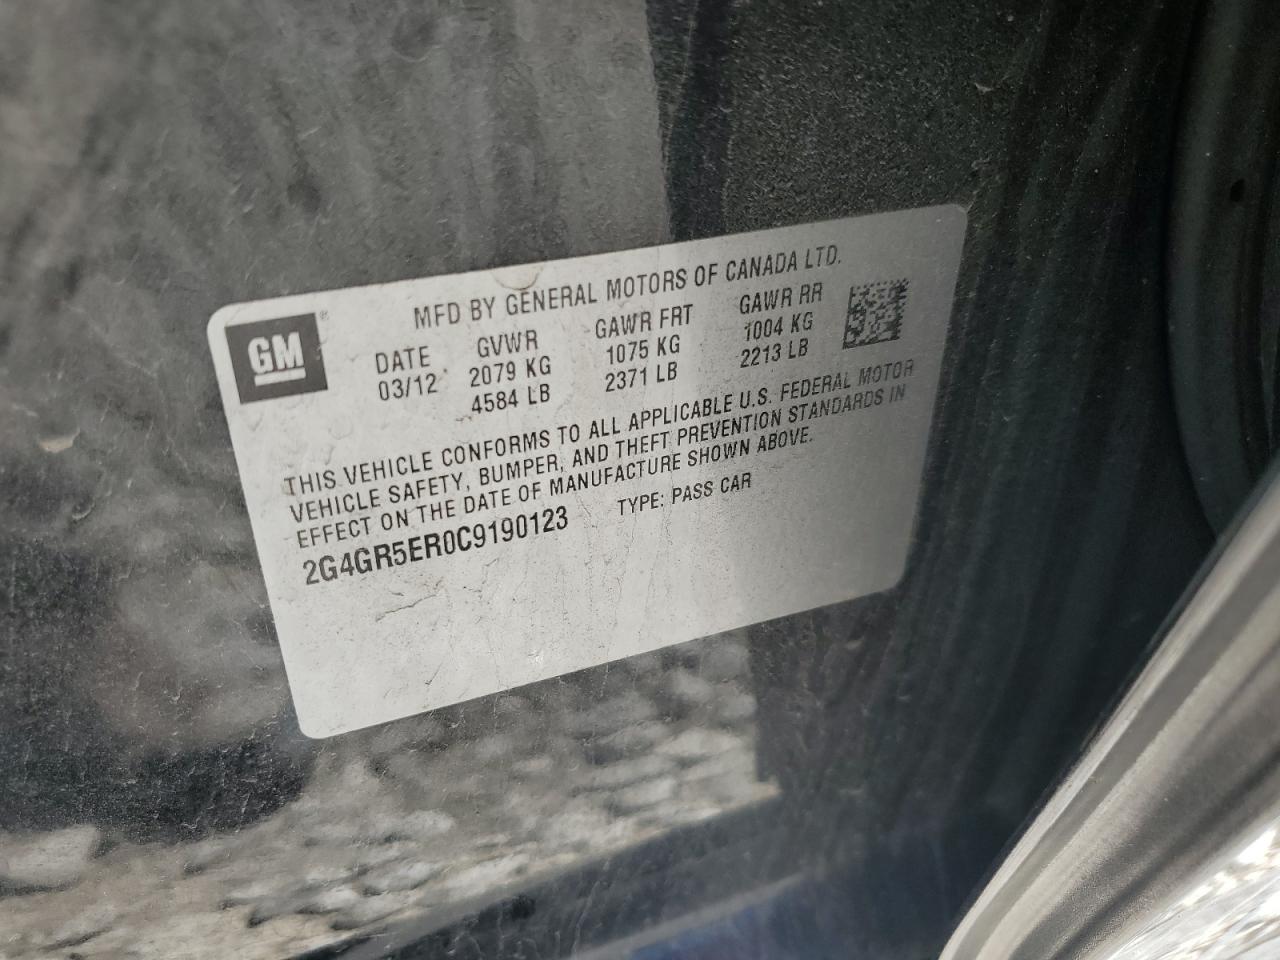 MFD BY GENERAL MOTORS OF CANADA LTD.
GM®
DATE GVWR GAWR FRT GAWR RR
03/12 2079 KG 1075 KG 1004 KG
4584 LB 2371 LB 2213 LB
THIS VEHICLE CONFORMS TO ALL APPLICABLE U.S. FEDERAL MOTOR
VEHICLE SAFETY, BUMPER, AND THEFT PREVENTION STANDARDS IN
EFFECT ON THE DATE OF MANUFACTURE SHOWN ABOVE.
2G4GR5ER0C9190123 TYPE: PASS CAR